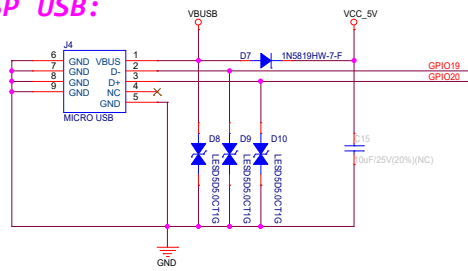 SP USB:
VBUSB
VCC_5V
J4
D7
1N5819HW-7-F
6 GND VBUS 1
7 GND D- 2
8 GND D+ 3
9 GND NC 4
GND 5
GPIO19
GPIO20
MICRO USB
D8
D9
D10
LESD5D5.0CT1G
LESD5D5.0CT1G
LESD5D5.0CT1G
C15
10uF/25V(20%)(NC)
GND